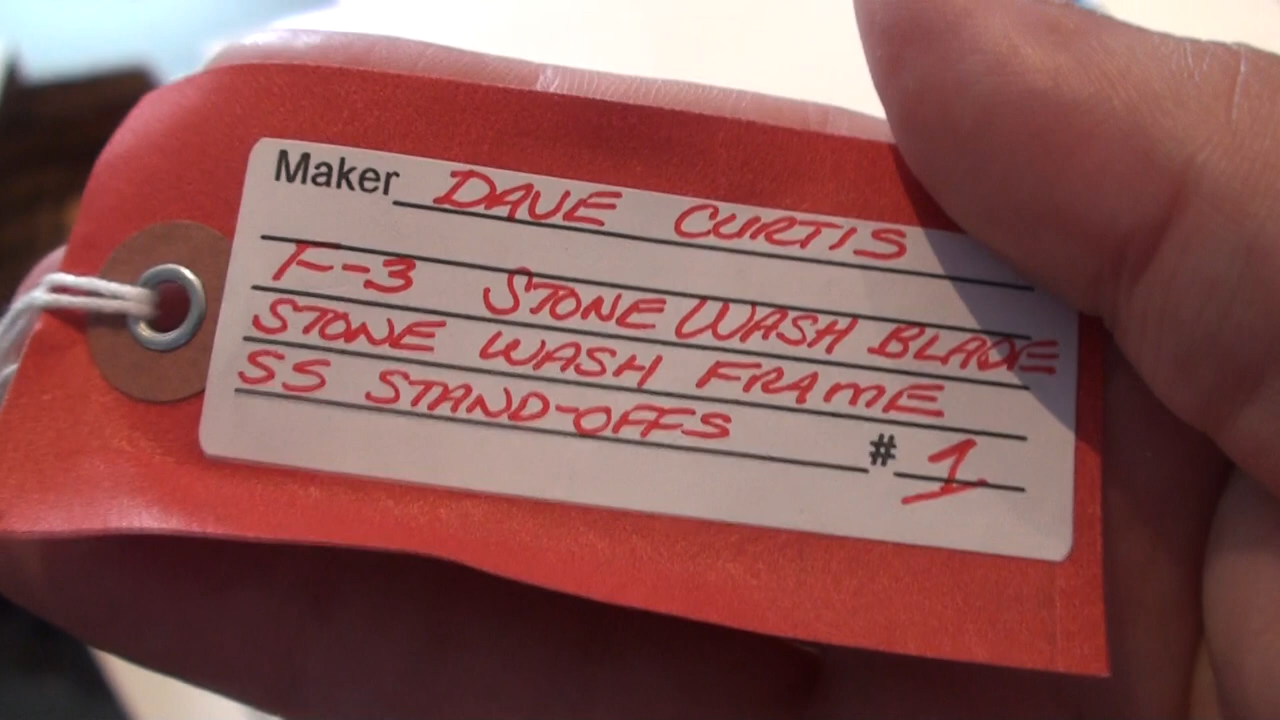 Maker DAVE CURTIS
F-3 STONE WASH BLADE
STONE WASH FRAME
SS STAND-OFFS # 1